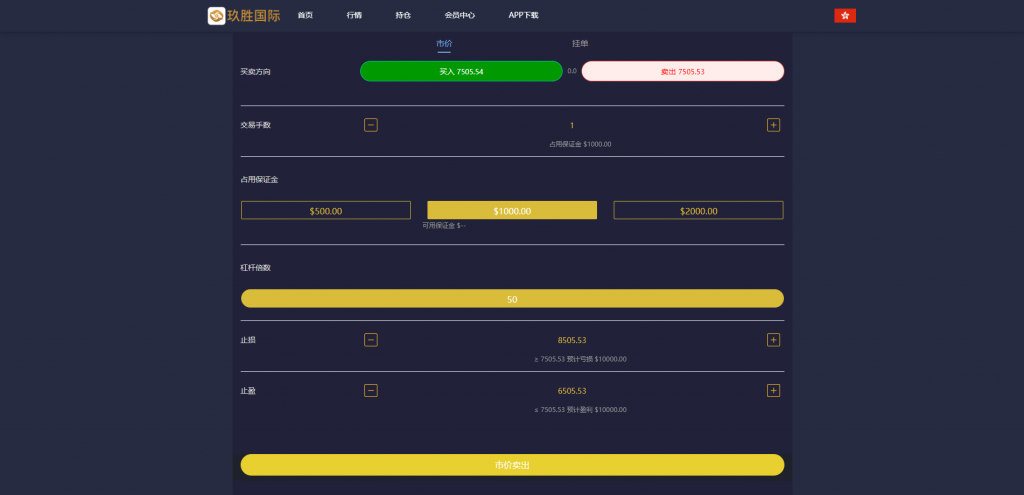 玖胜国际 首页 行情 持仓 会员中心 APP下载
市价 挂单
买卖方向 买入 7505.54 0.0 卖出 7505.53
交易手数 − 1 +
占用保证金 $1000.00
占用保证金
$500.00 $1000.00 $2000.00
可用保证金 $--
杠杆倍数
50
止损 − 8505.53 +
≥ 7505.53 预计亏损 $10000.00
止盈 − 6505.53 +
≤ 7505.53 预计盈利 $10000.00
市价卖出